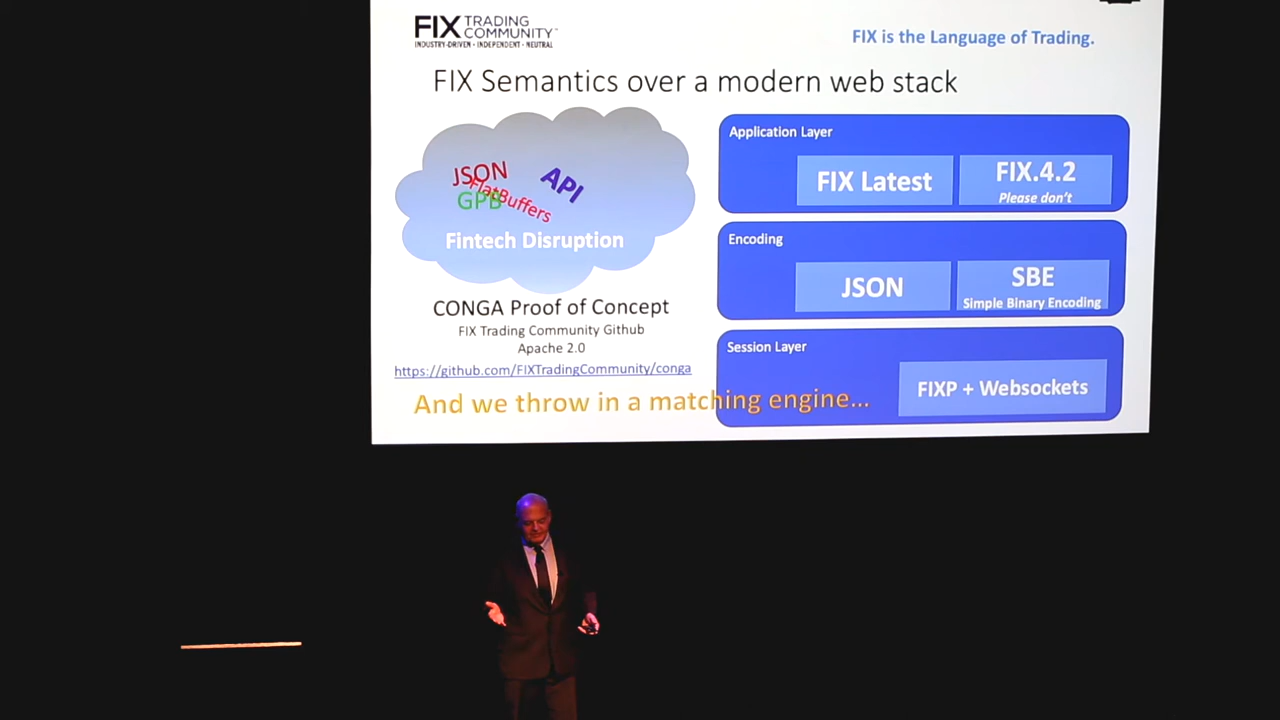 FIX TRADING COMMUNITY
INDUSTRY-DRIVEN • INDEPENDENT • NEUTRAL
FIX is the Language of Trading.
FIX Semantics over a modern web stack
JSON
API
FlatBuffers
GPB
Fintech Disruption
CONGA Proof of Concept
FIX Trading Community Github
Apache 2.0
https://github.com/FIXTradingCommunity/conga
And we throw in a matching engine...
Application Layer
FIX Latest
FIX.4.2
Please don't
Encoding
JSON
SBE
Simple Binary Encoding
Session Layer
FIXP + Websockets